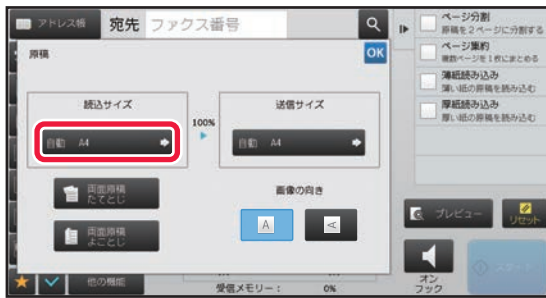 アドレス帳
宛先 ファクス番号
原稿
OK
読込サイズ
100%
送信サイズ
自動 A4
自動 A4
両面原稿
たてとじ
両面原稿
よことじ
画像の向き
A
A
他の機能
受信メモリー： 0%
ページ分割
原稿を2ページに分割する
ページ集約
複数ページを1枚にまとめる
薄紙読み込み
薄い紙の原稿を読み込む
厚紙読み込み
厚い紙の原稿を読み込む
プレビュー
リセット
オン
フック
スタート